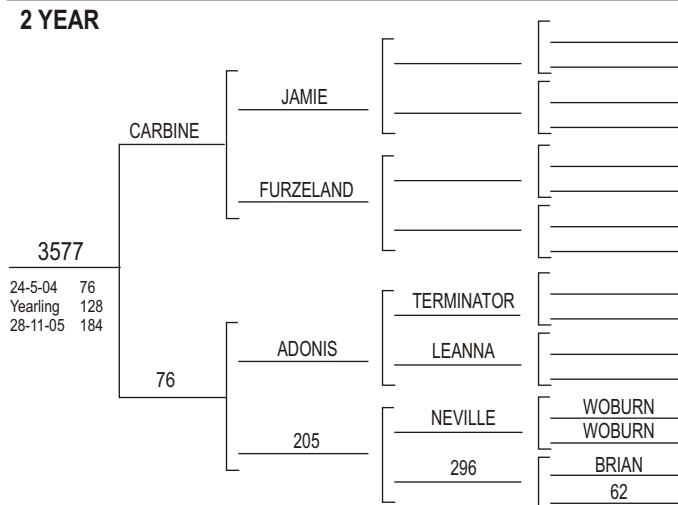 2 YEAR
JAMIE
CARBINE
FURZELAND
3577
24-5-04 76
Yearling 128
28-11-05 184
TERMINATOR
ADONIS
LEANNA
76
NEVILLE
WOBURN
WOBURN
205
296
BRIAN
62